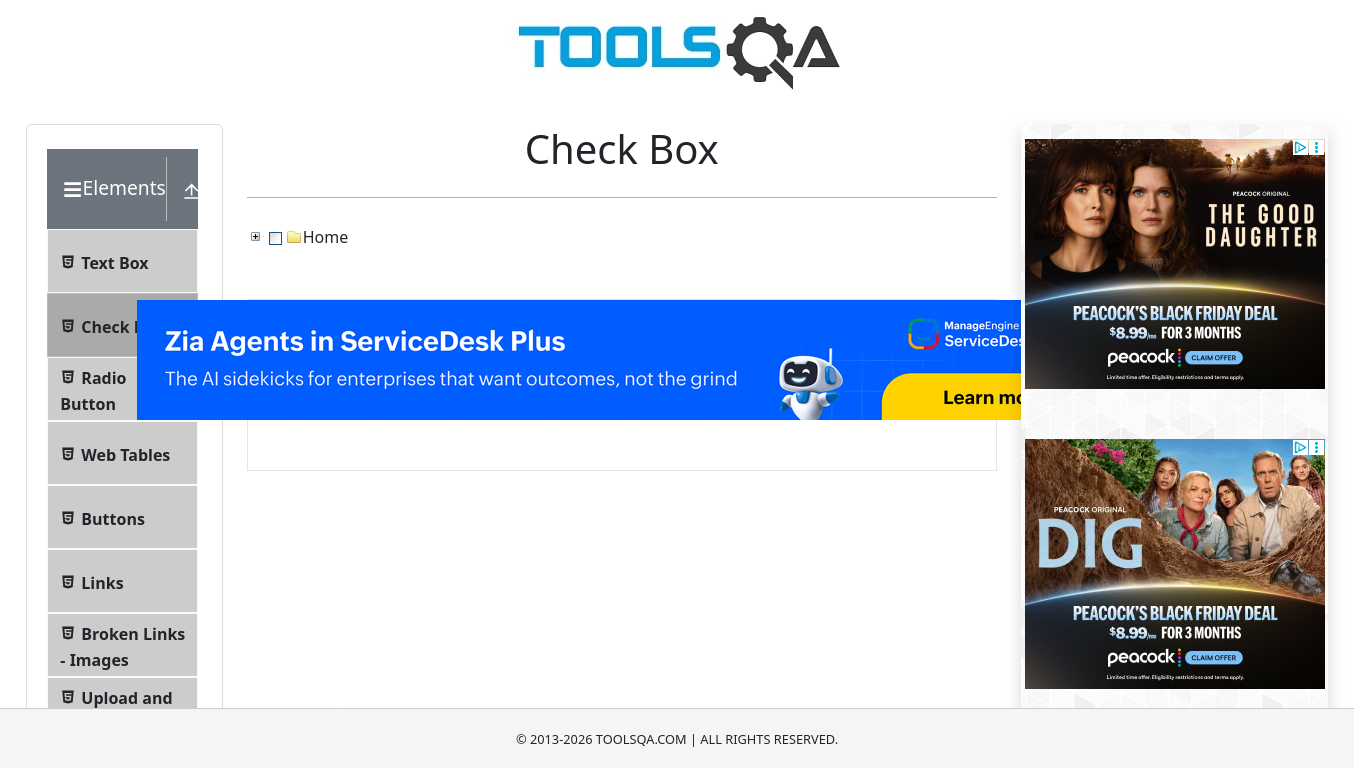 TOOLSQA
Check Box
Elements
Text Box
Check
Radio
Button
Web Tables
Buttons
Links
Broken Links
- Images
Upload and
Home
Zia Agents in ServiceDesk Plus
The AI sidekicks for enterprises that want outcomes, not the grind
ManageEngine
ServiceDes
Learn mo
PEACOCK ORIGINAL
THE GOOD
DAUGHTER
PEACOCK'S BLACK FRIDAY DEAL
$8.99/mo FOR 3 MONTHS
peacock CLAIM OFFER
Limited time offer. Eligibility restrictions and terms apply.
PEACOCK ORIGINAL
DIG
PEACOCK'S BLACK FRIDAY DEAL
$8.99/mo FOR 3 MONTHS
peacock CLAIM OFFER
Limited time offer. Eligibility restrictions and terms apply.
© 2013-2026 TOOLSQA.COM | ALL RIGHTS RESERVED.